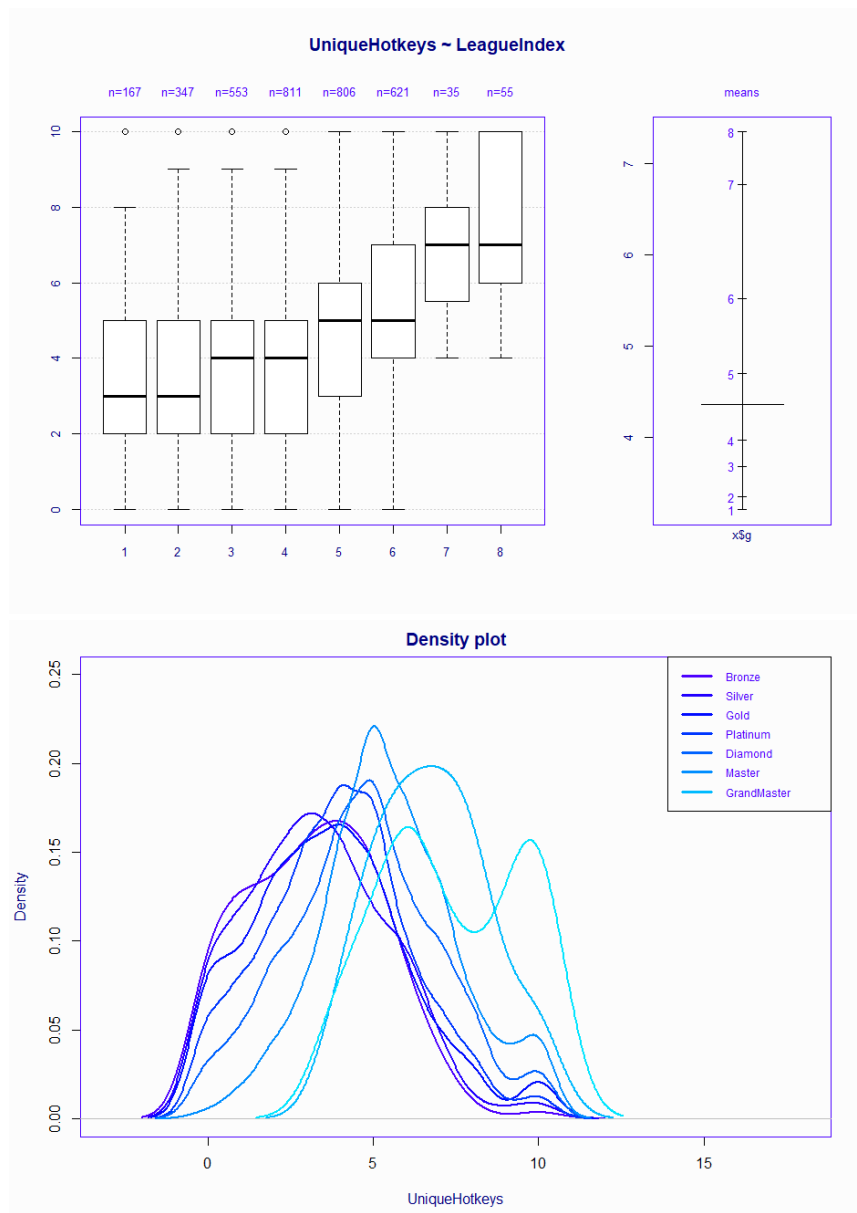 UniqueHotkeys ~ LeagueIndex
n=167 n=347 n=553 n=811 n=806 n=621 n=35 n=55
means
10
8
6
4
2
0
1 2 3 4 5 6 7 8
7
6
5
4
8
7
6
5
4
3
2
1
x$g
Density plot
Bronze
Silver
Gold
Platinum
Diamond
Master
GrandMaster
Density
0.25
0.20
0.15
0.10
0.05
0.00
0 5 10 15
UniqueHotkeys